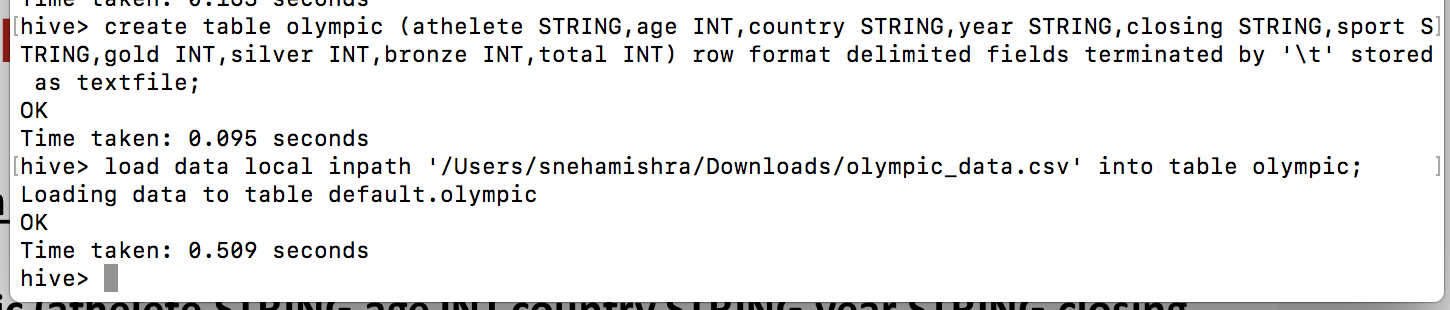 Time taken: 0.183 seconds
[hive> create table olympic (athelete STRING,age INT,country STRING,year STRING,closing STRING,sport S]
TRING,gold INT,silver INT,bronze INT,total INT) row format delimited fields terminated by '\t' stored
as textfile;
OK
Time taken: 0.095 seconds
[hive> load data local inpath '/Users/snehamishra/Downloads/olympic_data.csv' into table olympic; ]
Loading data to table default.olympic
OK
Time taken: 0.509 seconds
hive>
(athelete STRING age INT country STRING year STRING closing